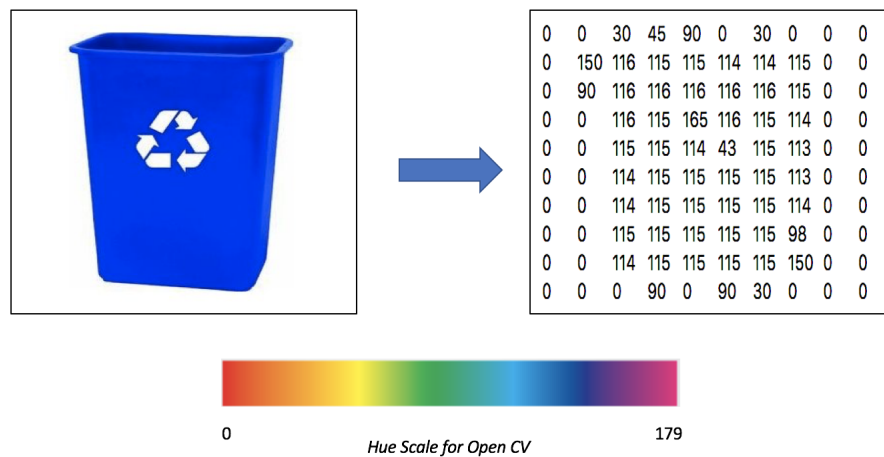 0 0 30 45 90 0 30 0 0 0
0 150 116 115 115 114 114 115 0 0
0 90 116 116 116 116 116 115 0 0
0 0 116 115 165 116 115 114 0 0
0 0 115 115 114 43 115 113 0 0
0 0 114 115 115 115 115 113 0 0
0 0 114 115 115 115 115 114 0 0
0 0 115 115 115 115 115 98 0 0
0 0 114 115 115 115 115 150 0 0
0 0 0 90 0 90 30 0 0 0
0 179
Hue Scale for Open CV